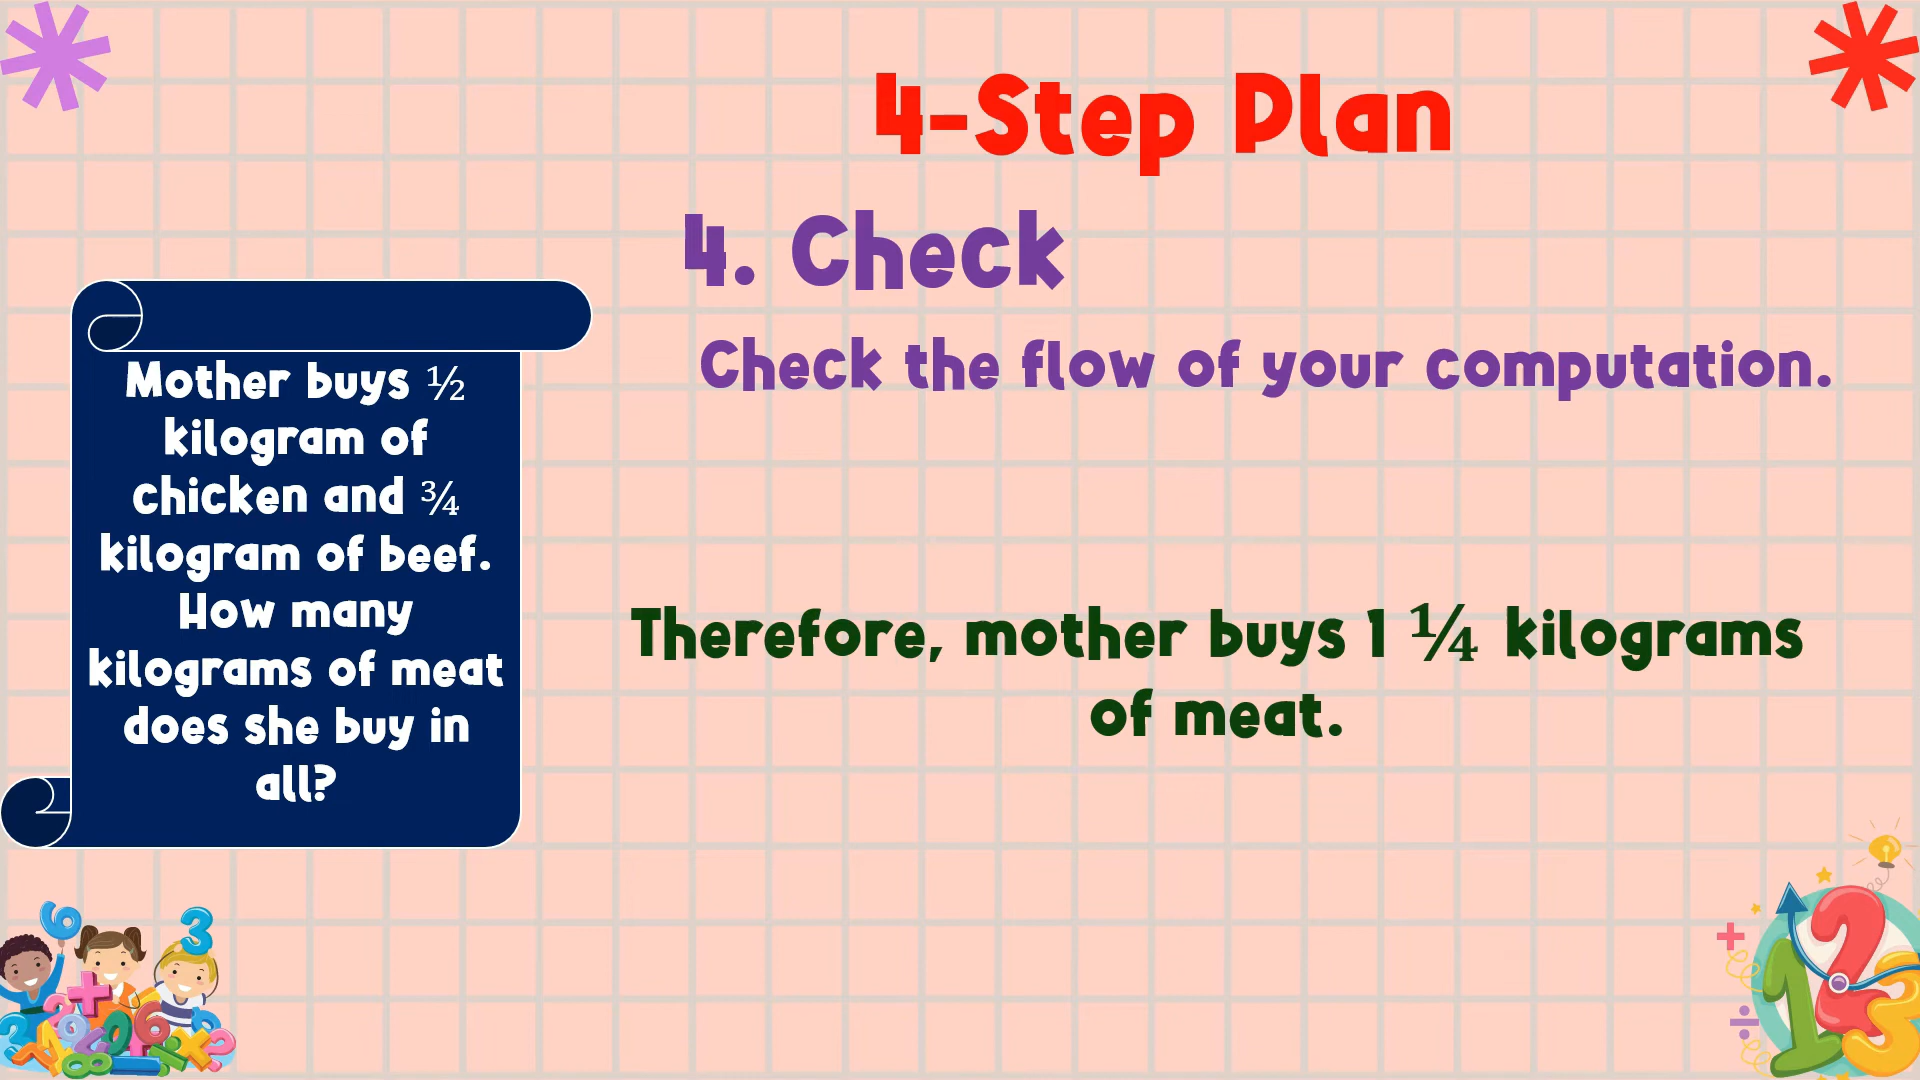 4-Step Plan
4. Check
Check the flow of your computation.
Mother buys ½
kilogram of
chicken and ¾
kilogram of beef.
How many
kilograms of meat
does she buy in
all?
Therefore, mother buys 1 ¼ kilograms
of meat.